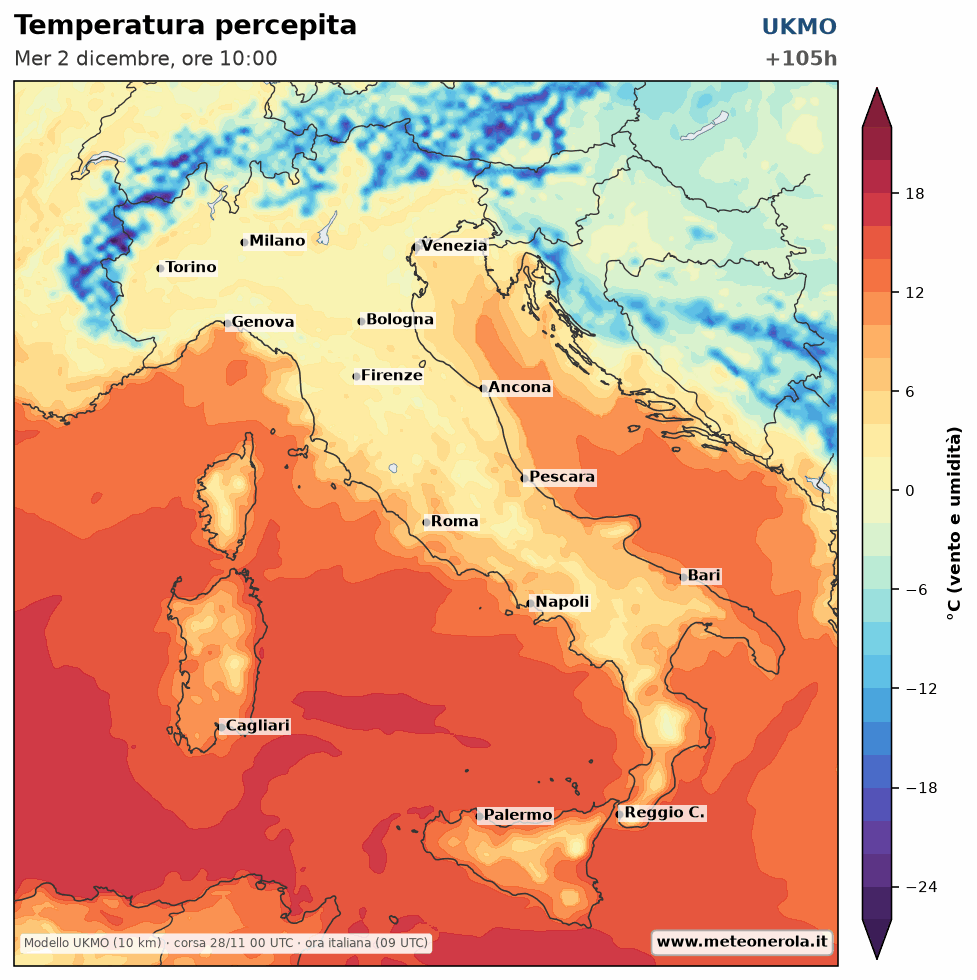 Temperatura percepita
UKMO
Mer 2 dicembre, ore 10:00
+105h
Milano
Venezia
Torino
Genova
Bologna
Firenze
Ancona
Pescara
Roma
Bari
Napoli
Cagliari
Palermo
Reggio C.
18
12
6
0
−6
−12
−18
−24
°C (vento e umidità)
Modello UKMO (10 km) · corsa 28/11 00 UTC · ora italiana (09 UTC)
www.meteonerola.it